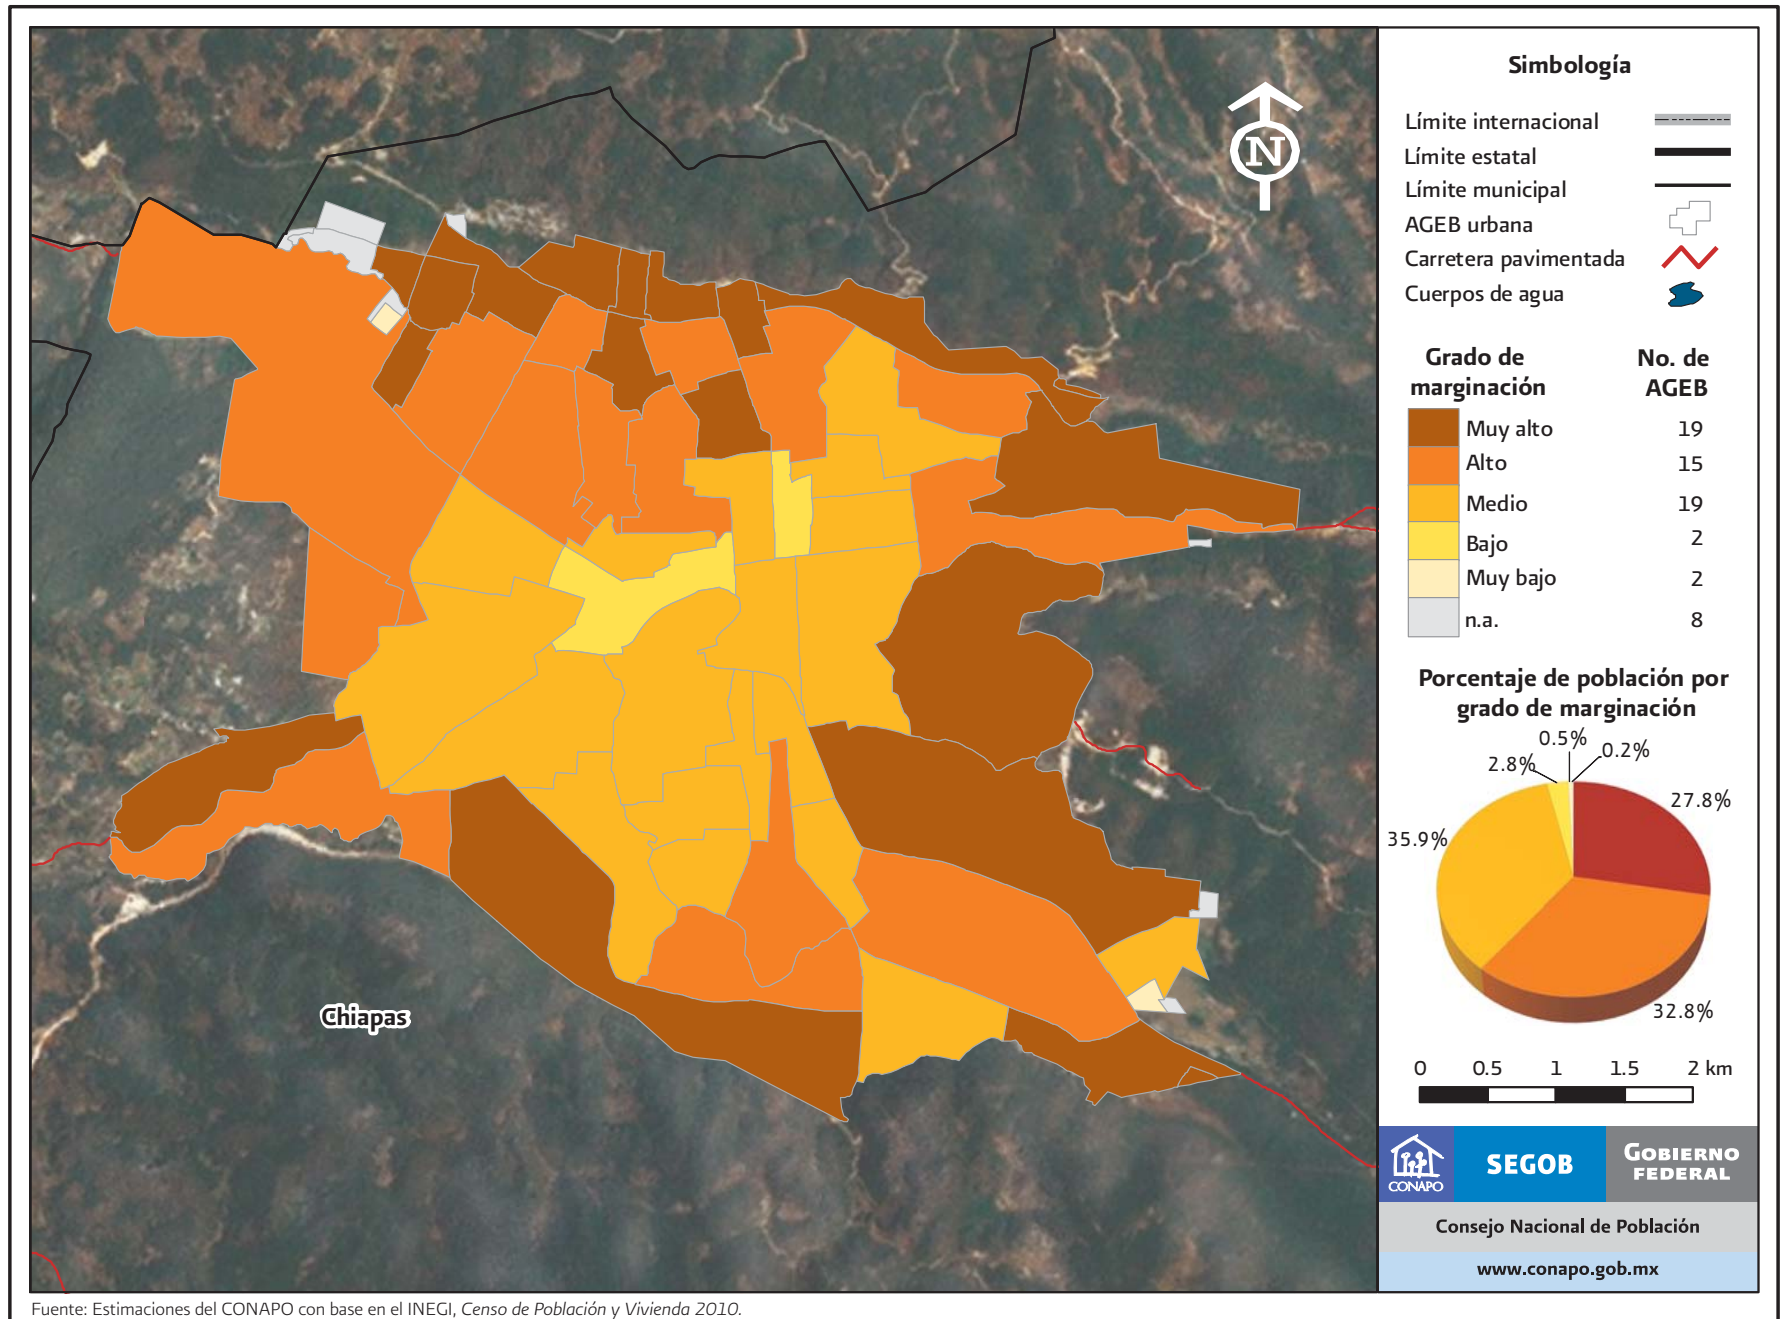 N
Chiapas
Simbología
Límite internacional
Límite estatal
Límite municipal
AGEB urbana
Carretera pavimentada
Cuerpos de agua
Grado de marginación No. de AGEB
Muy alto 19
Alto 15
Medio 19
Bajo 2
Muy bajo 2
n.a. 8
Porcentaje de población por
grado de marginación
0.5%
0.2%
2.8%
27.8%
35.9%
32.8%
0 0.5 1 1.5 2 km
CONAPO
SEGOB
GOBIERNO
FEDERAL
Consejo Nacional de Población
www.conapo.gob.mx
Fuente: Estimaciones del CONAPO con base en el INEGI, Censo de Población y Vivienda 2010.